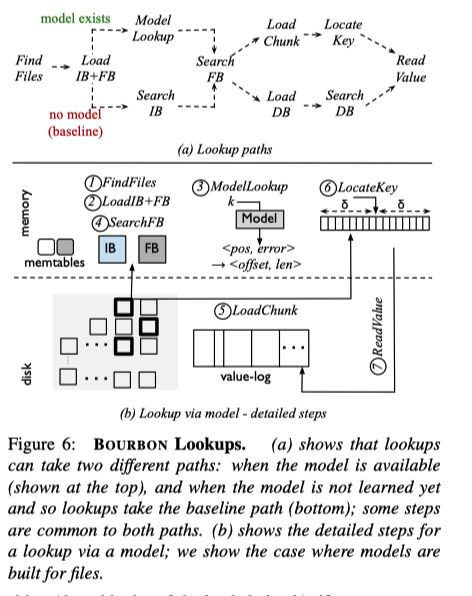 model exists
Model
Lookup
Load
Chunk
Locate
Key
Find
Files
Load
IB+FB
Search
FB
Read
Value
no model
(baseline)
Search
IB
Load
DB
Search
DB
(a) Lookup paths
memory
①FindFiles
②LoadIB+FB
④SearchFB
IB
FB
memtables
③ModelLookup
k
Model
<pos, error>
→ <offset, len>
⑥LocateKey
δ
δ
disk
⑤LoadChunk
value-log
⑦ReadValue
(b) Lookup via model - detailed steps
Figure 6: BOURBON Lookups. (a) shows that lookups
can take two different paths: when the model is available
(shown at the top), and when the model is not learned yet
and so lookups take the baseline path (bottom); some steps
are common to both paths. (b) shows the detailed steps for
a lookup via a model; we show the case where models are
built for files.